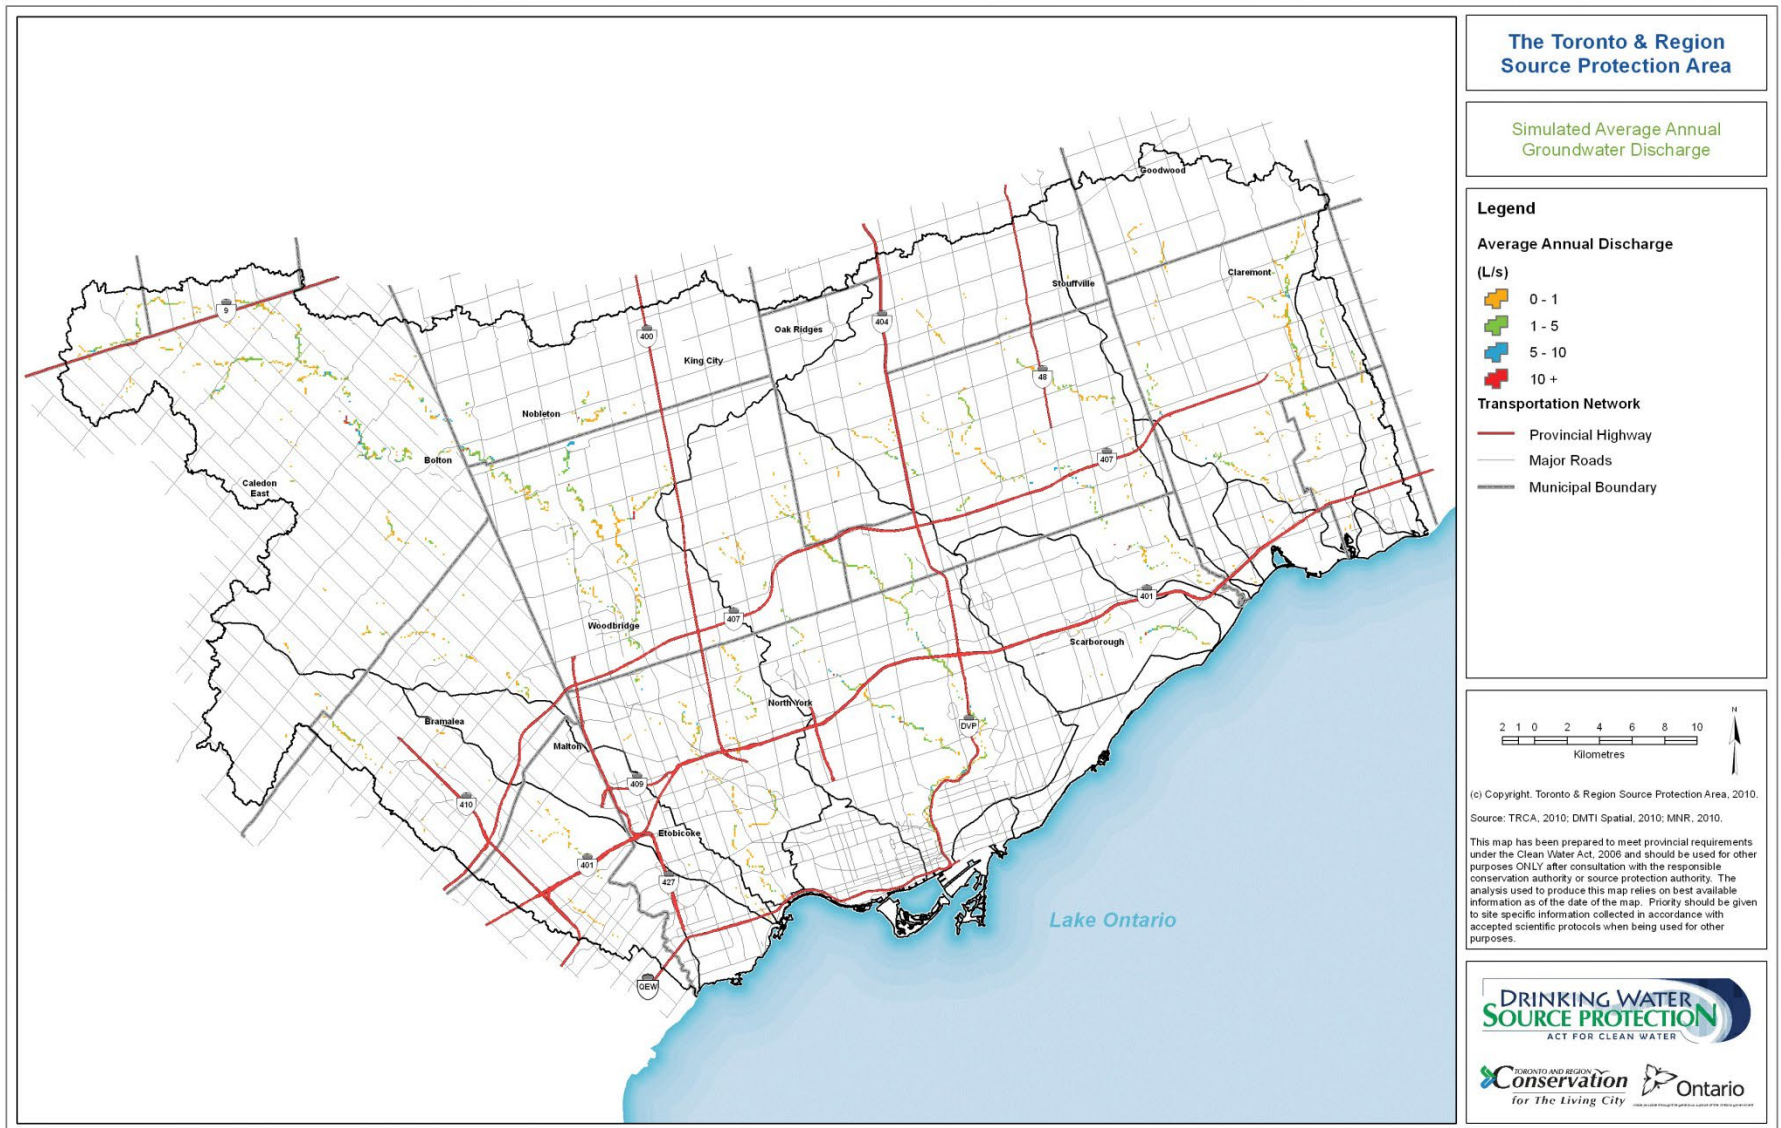 The Toronto & Region
Source Protection Area
Simulated Average Annual
Groundwater Discharge
Legend
Average Annual Discharge
(L/s)
0 - 1
1 - 5
5 - 10
10 +
Transportation Network
Provincial Highway
Major Roads
Municipal Boundary
2 1 0 2 4 6 8 10
Kilometres
N
(c) Copyright. Toronto & Region Source Protection Area, 2010.
Source: TRCA, 2010; DMTI Spatial, 2010; MNR, 2010.
This map has been prepared to meet provincial requirements
under the Clean Water Act, 2006 and should be used for other
purposes ONLY after consultation with the responsible
conservation authority or source protection authority. The
analysis used to produce this map relies on best available
information as of the date of the map. Priority should be given
to site specific information collected in accordance with
accepted scientific protocols when being used for other
purposes.
DRINKING WATER
SOURCE PROTECTION
ACT FOR CLEAN WATER
TORONTO AND REGION
Conservation
for The Living City
Ontario
Goodwood
Claremont
Stouffville
9
Oak Ridges
404
400
King City
48
Nobleton
Bolton
407
Caledon
East
401
Woodbridge
407
Scarborough
North York
Bramalea
DVP
Malton
409
410
Etobicoke
401
427
Lake Ontario
QEW